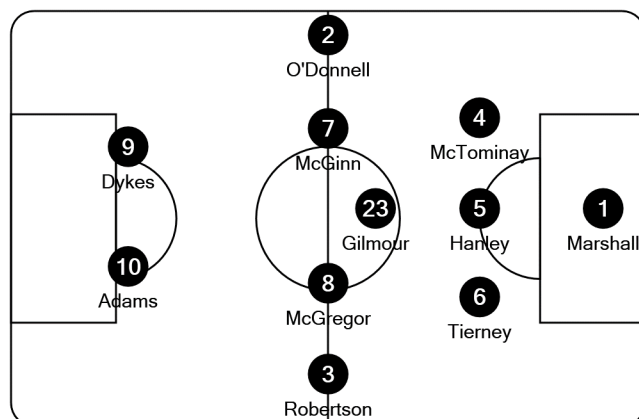 2
O'Donnell
7
McGinn
4
McTominay
9
Dykes
23
Gilmour
5
Hanley
1
Marshall
10
Adams
8
McGregor
6
Tierney
3
Robertson